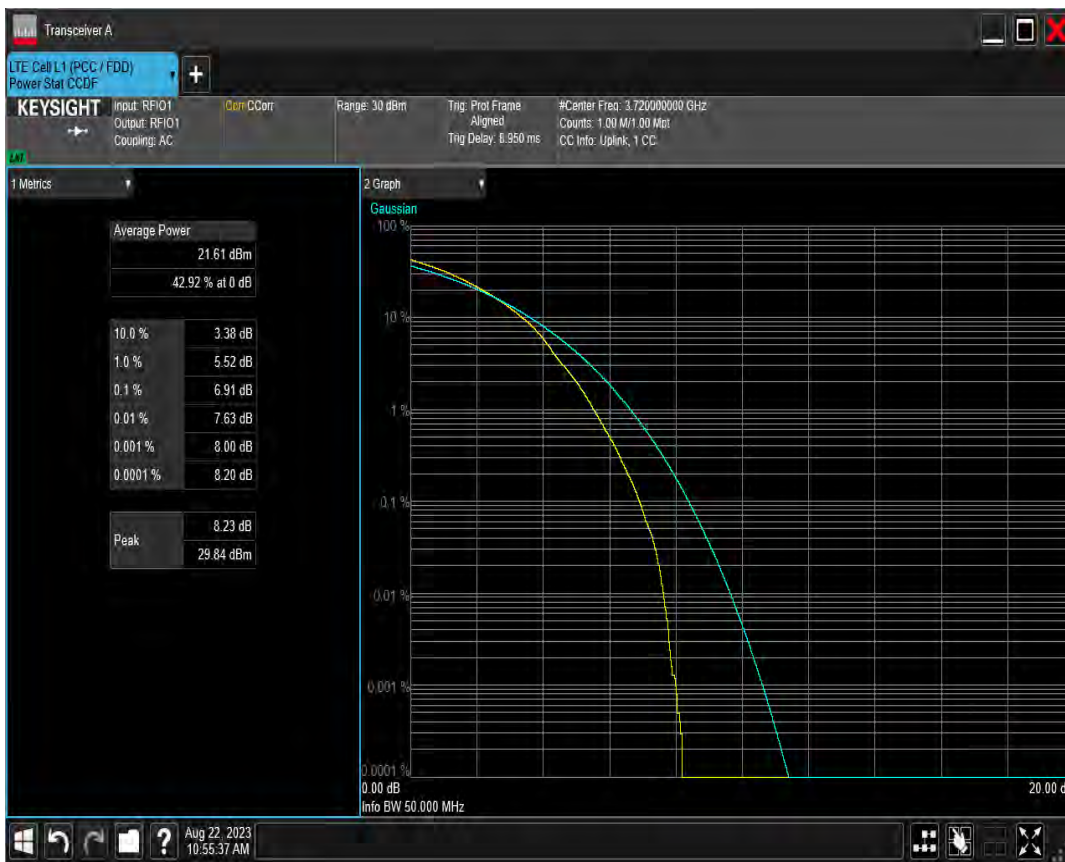 Transceiver A
LTE Cell L1 (PCC / FDD)
Power Stat CCDF
KEYSIGHT
Input: RFIO1
Output: RFIO1
Coupling: AC
Corr CCorr
Range: 30 dBm
Trig: Prot Frame
Aligned
Trig Delay: 8.950 ms
#Center Freq: 3.720000000 GHz
Counts: 1.00 M/1.00 Mpt
CC Info: Uplink, 1 CC
1 Metrics
Average Power
21.61 dBm
42.92 % at 0 dB
10.0 % 3.38 dB
1.0 % 5.52 dB
0.1 % 6.91 dB
0.01 % 7.63 dB
0.001 % 8.00 dB
0.0001 % 8.20 dB
Peak
8.23 dB
29.84 dBm
2 Graph
Gaussian
100 %
10 %
1 %
0.1 %
0.01 %
0.001 %
0.0001 %
0.00 dB
20.00 d
Info BW 50.000 MHz
?
Aug 22, 2023
10:55:37 AM